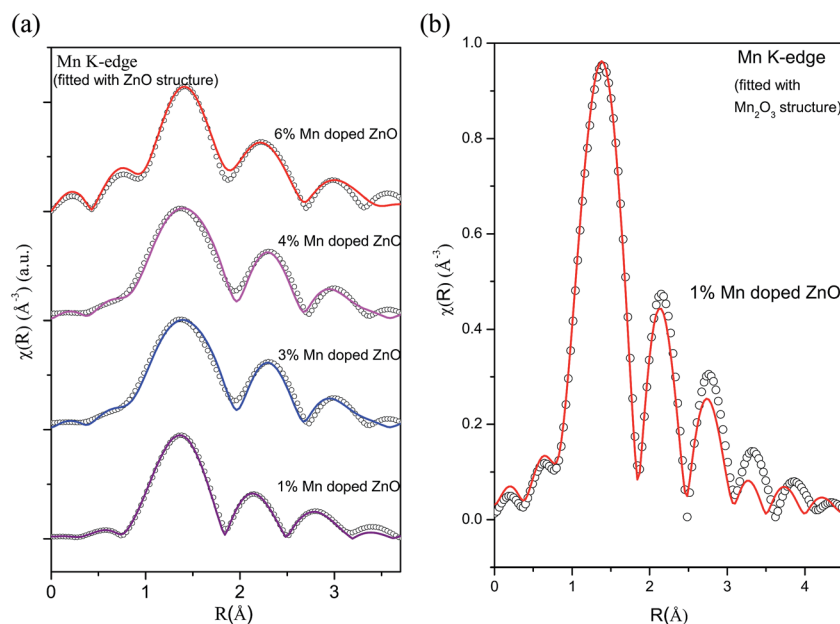 (a)
Mn K-edge
(fitted with ZnO structure)
6% Mn doped ZnO
4% Mn doped ZnO
3% Mn doped ZnO
1% Mn doped ZnO
χ(R) (Å⁻³) (a.u.)
0 1 2 3
R(Å)
(b)
Mn K-edge
(fitted with
Mn₂O₃ structure)
1% Mn doped ZnO
χ(R) (Å⁻³)
1.0
0.8
0.6
0.4
0.2
0.0
0 1 2 3 4
R(Å)